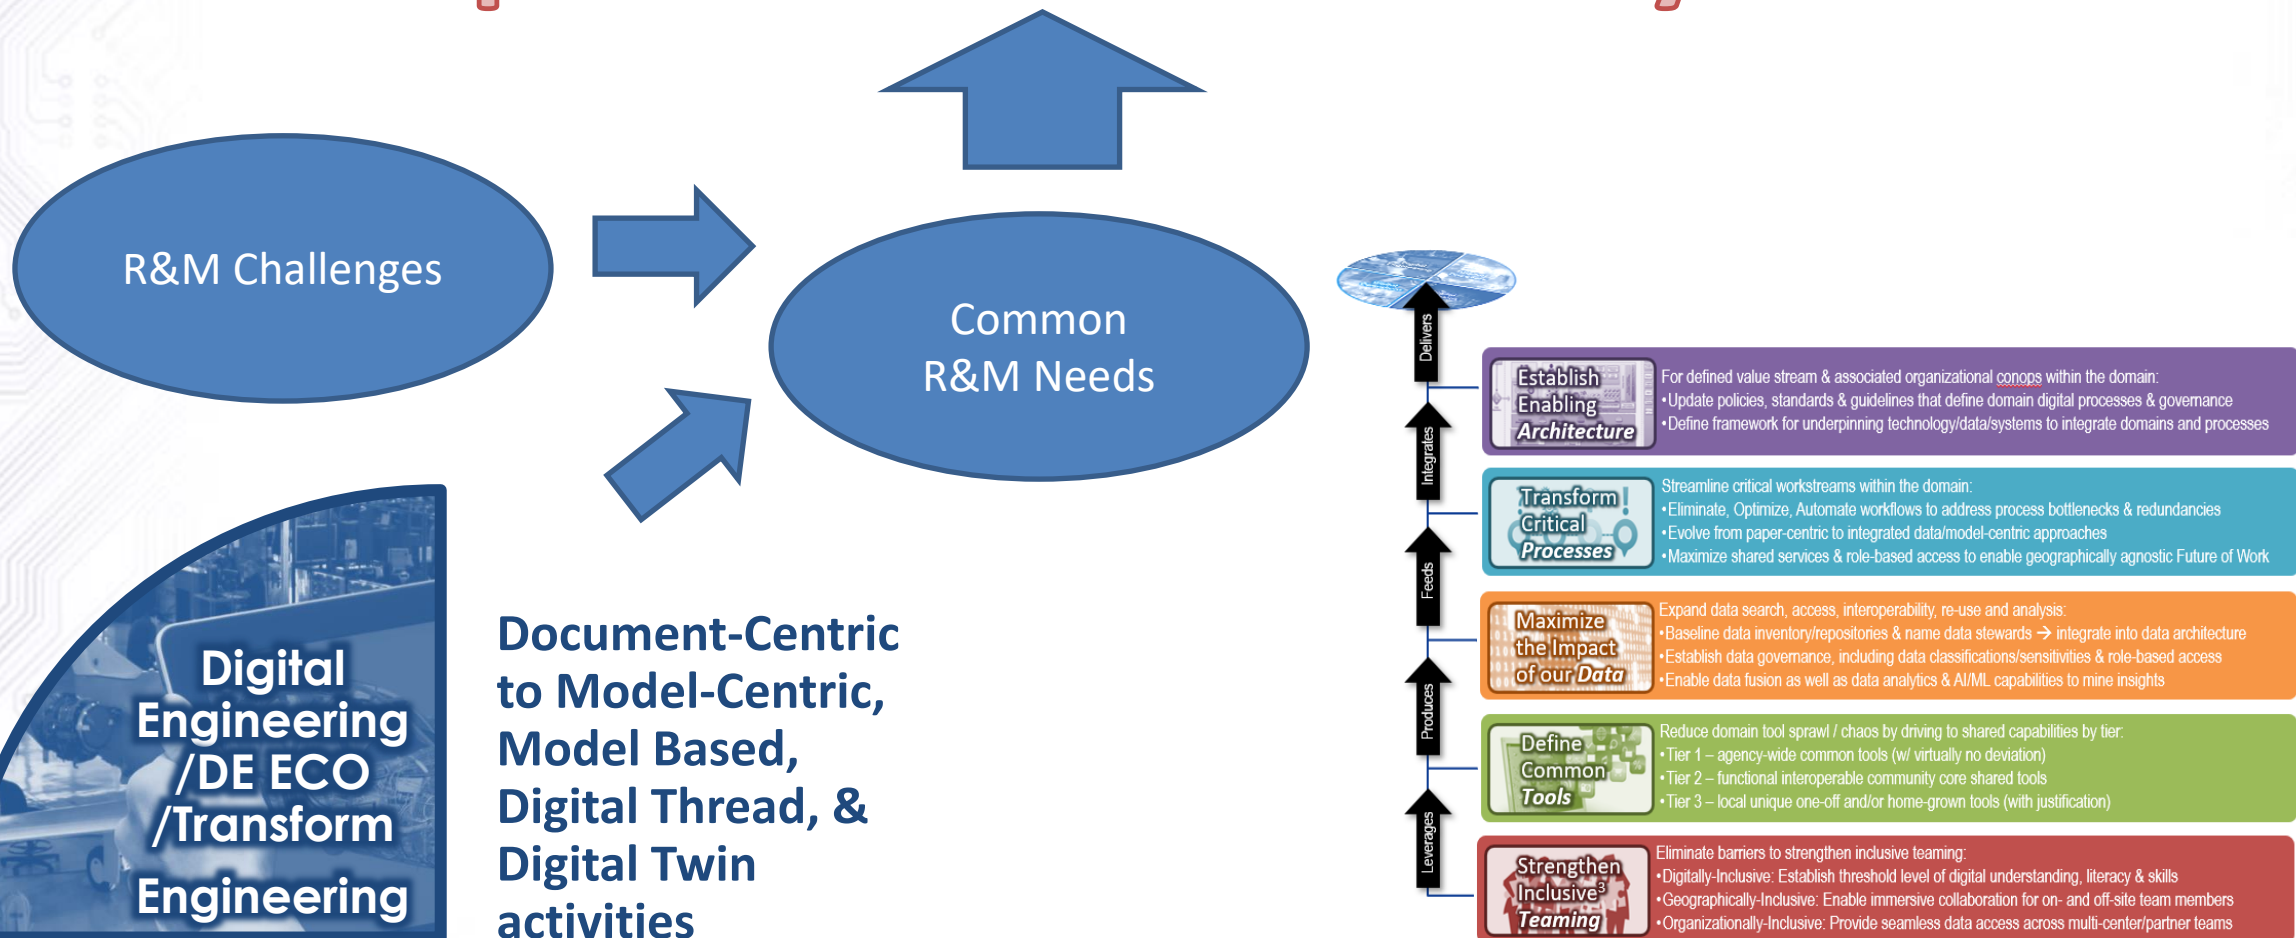 R&M Challenges
Common
R&M Needs
Digital
Engineering
/DE ECO
/Transform
Engineering
Document-Centric
to Model-Centric,
Model Based,
Digital Thread, &
Digital Twin
activities
Delivers
Establish
Enabling
Architecture
For defined value stream & associated organizational conops within the domain:
•Update policies, standards & guidelines that define domain digital processes & governance
•Define framework for underpinning technology/data/systems to integrate domains and processes
Integrates
Transform
Critical
Processes
Streamline critical workstreams within the domain:
•Eliminate, Optimize, Automate workflows to address process bottlenecks & redundancies
•Evolve from paper-centric to integrated data/model-centric approaches
•Maximize shared services & role-based access to enable geographically agnostic Future of Work
Feeds
Maximize
the Impact
of our Data
Expand data search, access, interoperability, re-use and analysis:
•Baseline data inventory/repositories & name data stewards → integrate into data architecture
•Establish data governance, including data classifications/sensitivities & role-based access
•Enable data fusion as well as data analytics & AI/ML capabilities to mine insights
Produces
Define
Common
Tools
Reduce domain tool sprawl / chaos by driving to shared capabilities by tier:
•Tier 1 – agency-wide common tools (w/ virtually no deviation)
•Tier 2 – functional interoperable community core shared tools
•Tier 3 – local unique one-off and/or home-grown tools (with justification)
Leverages
Strengthen
Inclusive³
Teaming
Eliminate barriers to strengthen inclusive teaming:
•Digitally-Inclusive: Establish threshold level of digital understanding, literacy & skills
•Geographically-Inclusive: Enable immersive collaboration for on- and off-site team members
•Organizationally-Inclusive: Provide seamless data access across multi-center/partner teams